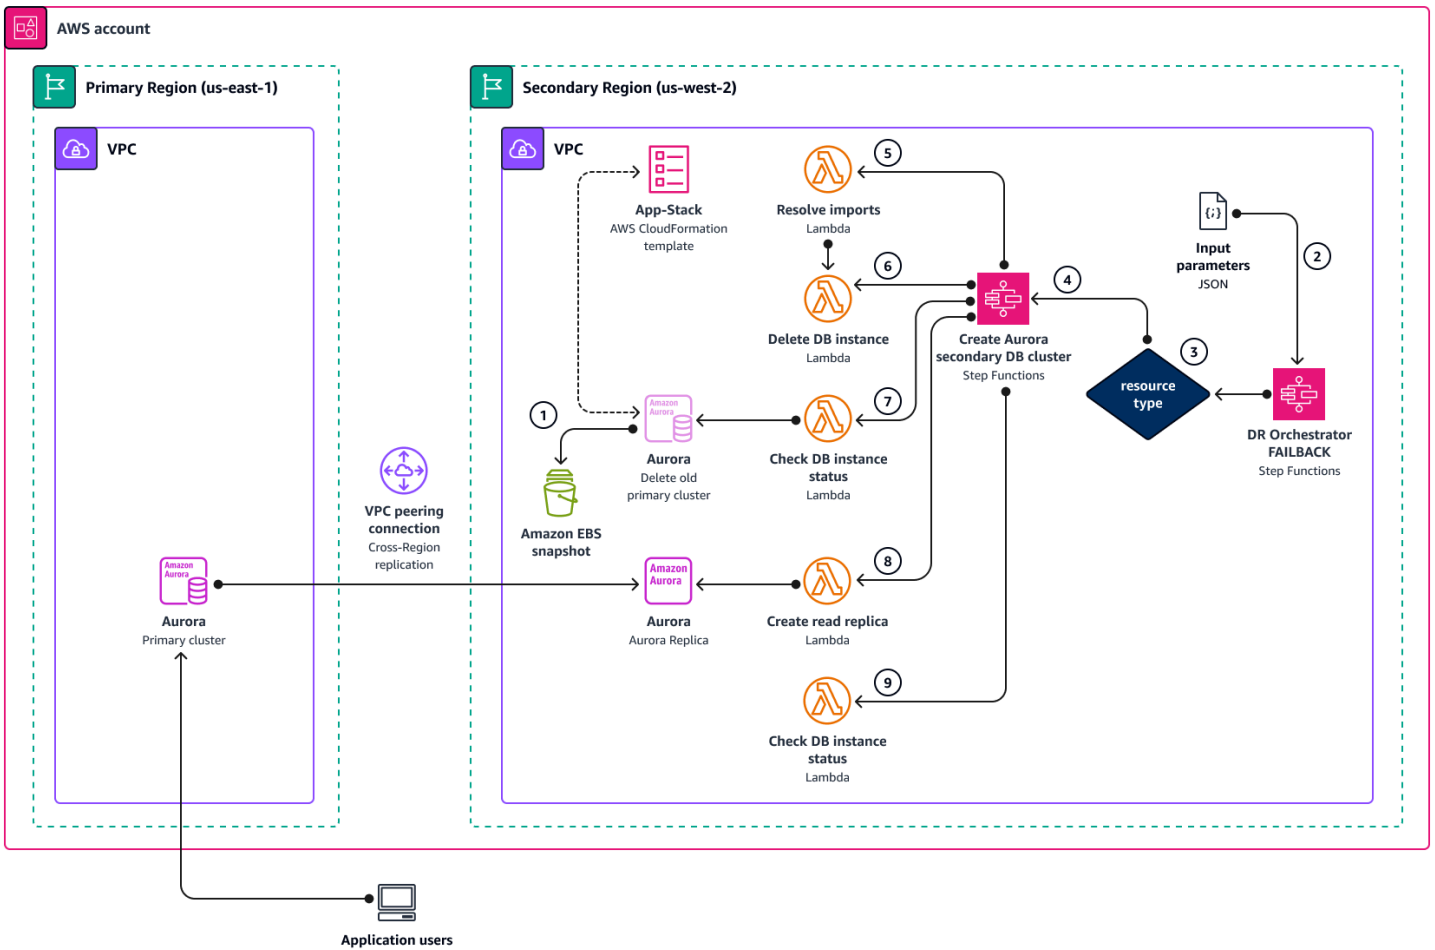 AWS account
Primary Region (us-east-1)
VPC
Secondary Region (us-west-2)
VPC
App-Stack
AWS CloudFormation
template
5
Resolve imports
Lambda
6
Delete DB instance
Lambda
4
Create Aurora
secondary DB cluster
Step Functions
{;}
Input
parameters
JSON
2
3
resource
type
DR Orchestrator
FAILBACK
Step Functions
1
Amazon
Aurora
Aurora
Delete old
primary cluster
7
Check DB instance
status
Lambda
Amazon EBS
snapshot
VPC peering
connection
Cross-Region
replication
Amazon
Aurora
Aurora
Primary cluster
Amazon
Aurora
Aurora
Aurora Replica
8
Create read replica
Lambda
9
Check DB instance
status
Lambda
Application users